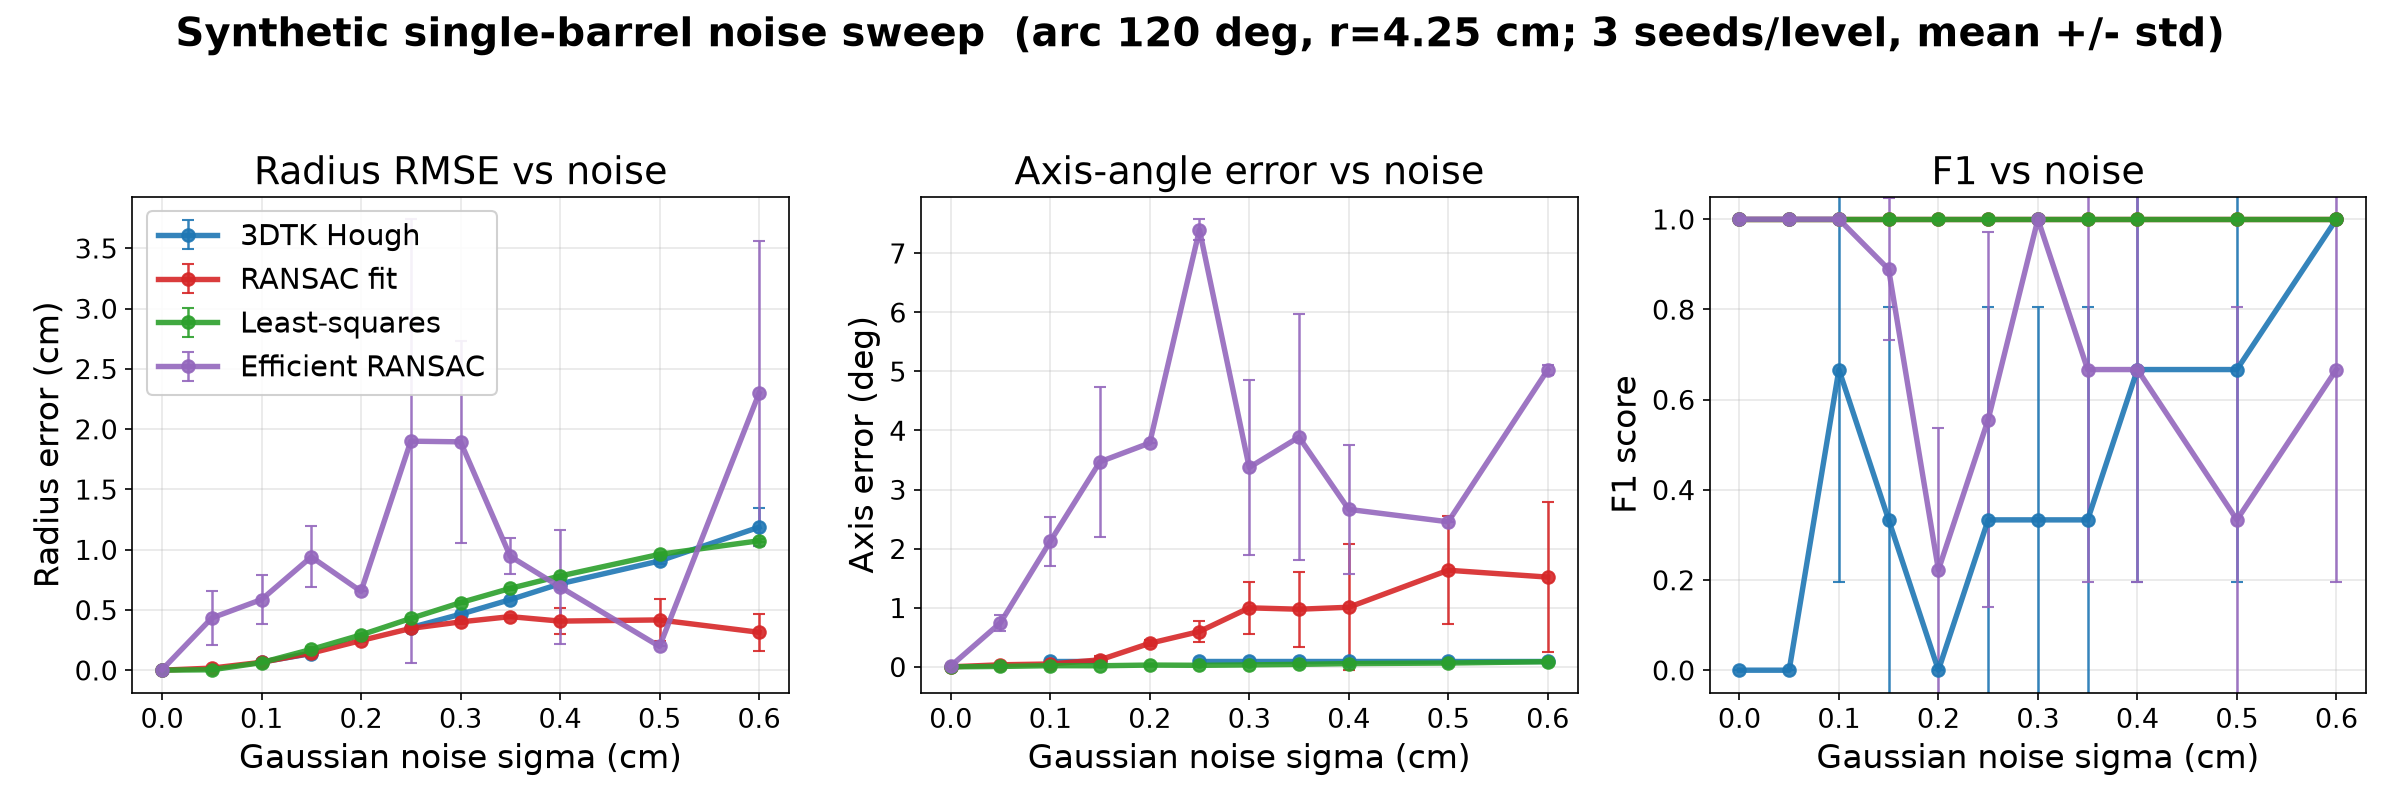 Synthetic single-barrel noise sweep  (arc 120 deg, r=4.25 cm; 3 seeds/level, mean +/- std)
Radius RMSE vs noise
3DTK Hough
RANSAC fit
Least-squares
Efficient RANSAC
Radius error (cm)
3.5
3.0
2.5
2.0
1.5
1.0
0.5
0.0
0.0 0.1 0.2 0.3 0.4 0.5 0.6
Gaussian noise sigma (cm)
Axis-angle error vs noise
Axis error (deg)
7
6
5
4
3
2
1
0
0.0 0.1 0.2 0.3 0.4 0.5 0.6
Gaussian noise sigma (cm)
F1 vs noise
F1 score
1.0
0.8
0.6
0.4
0.2
0.0
0.0 0.1 0.2 0.3 0.4 0.5 0.6
Gaussian noise sigma (cm)